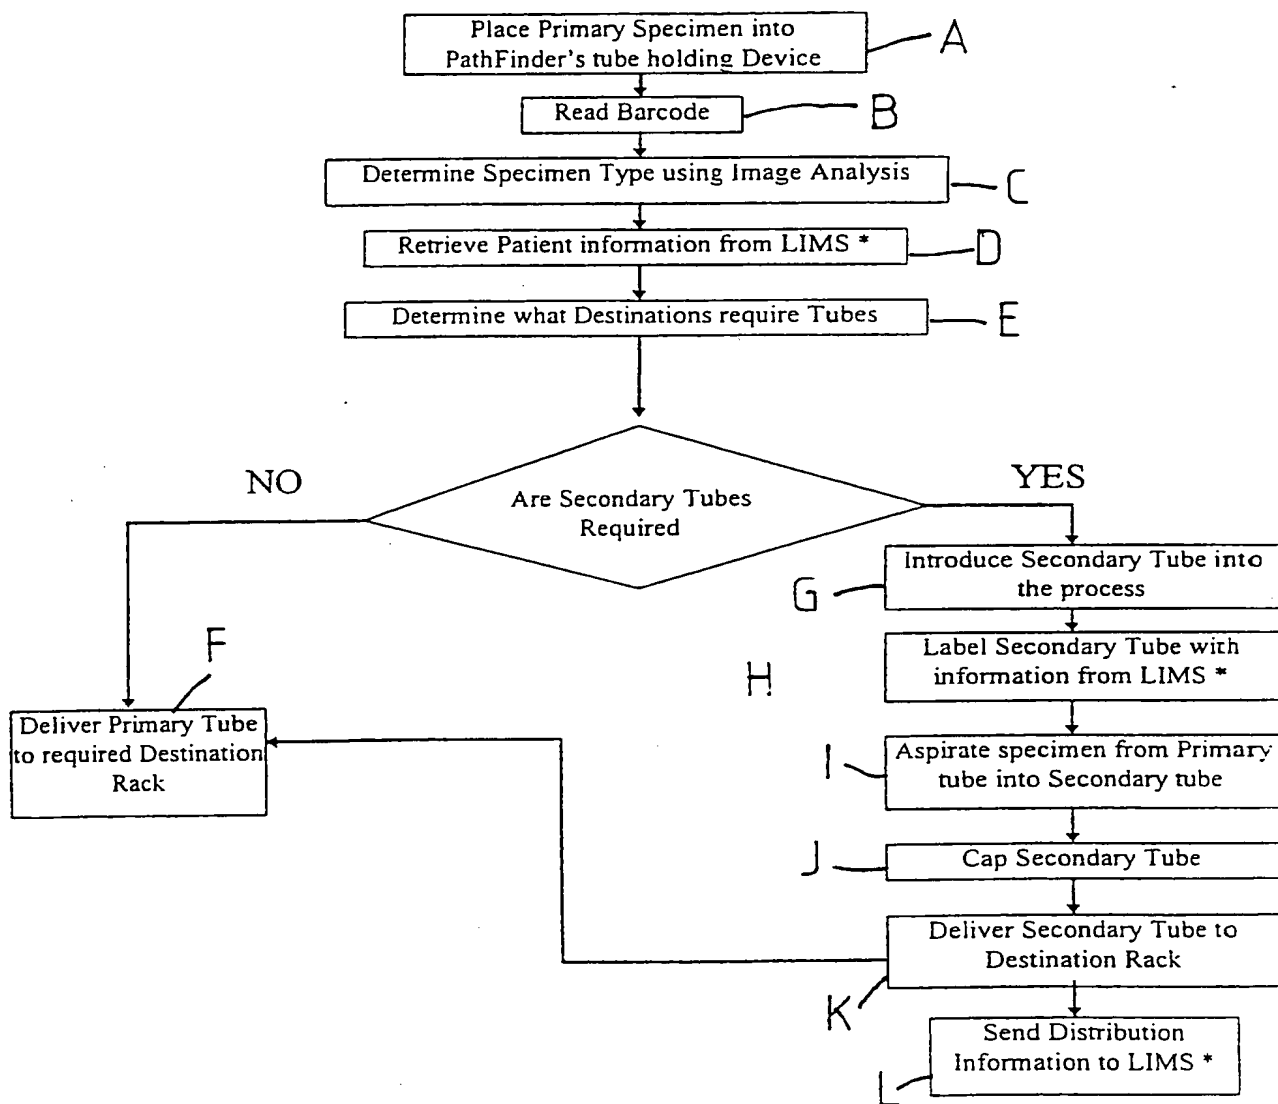 Place Primary Specimen into
PathFinder's tube holding Device
A
Read Barcode
B
Determine Specimen Type using Image Analysis
C
Retrieve Patient information from LIMS *
D
Determine what Destinations require Tubes
E
NO
YES
Are Secondary Tubes
Required
Introduce Secondary Tube into
the process
G
Label Secondary Tube with
information from LIMS *
H
F
Deliver Primary Tube
to required Destination
Rack
Aspirate specimen from Primary
tube into Secondary tube
I
Cap Secondary Tube
J
Deliver Secondary Tube to
Destination Rack
K
Send Distribution
Information to LIMS *
L